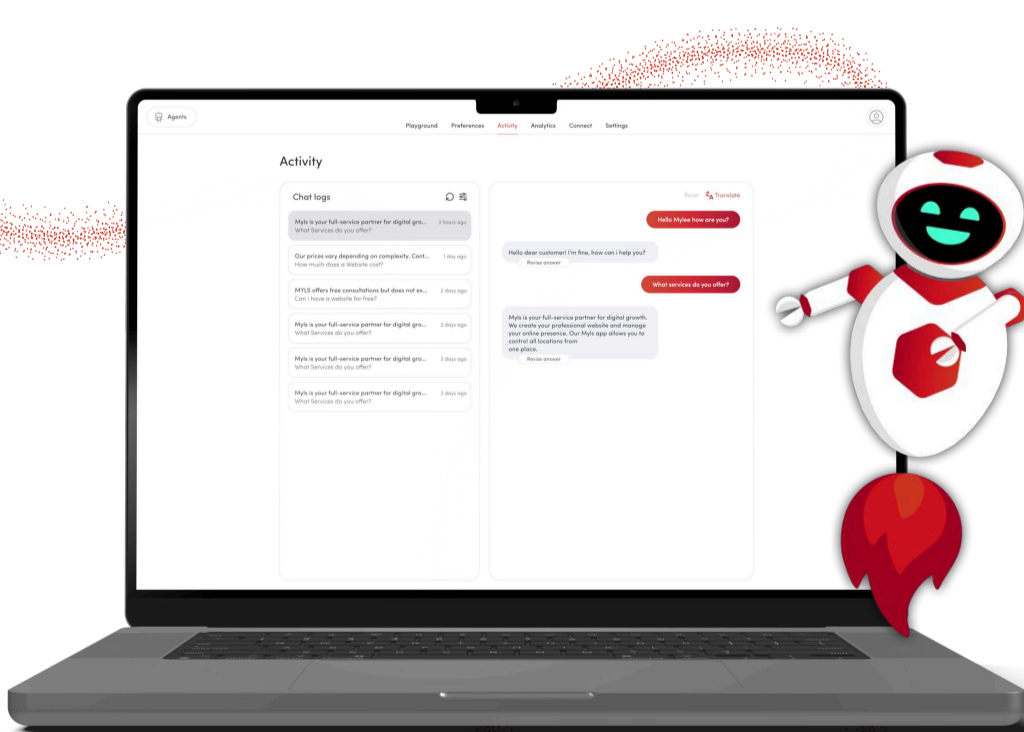 Agents
Playground Preferences Activity Analytics Connect Settings
Activity
Chat logs
Myls is your full-service partner for digital gro... 3 hours ago
What Services do you offer?
Our prices vary depending on complexity. Cont... 1 day ago
How much does a Website cost?
MYLS offers free consultations but does not ex... 2 days ago
Can i have a website for free?
Myls is your full-service partner for digital gro... 2 days ago
What Services do you offer?
Myls is your full-service partner for digital gro... 3 days ago
What Services do you offer?
Myls is your full-service partner for digital gro... 3 days ago
What Services do you offer?
Reset Translate
Hello Mylee how are you?
Hello dear customer! I'm fine, how can i help you?
Revise answer
What services do you offer?
Myls is your full-service partner for digital growth.
We create your professional website and manage
your online presence. Our Myls app allows you to
control all locations from
one place.
Revise answer